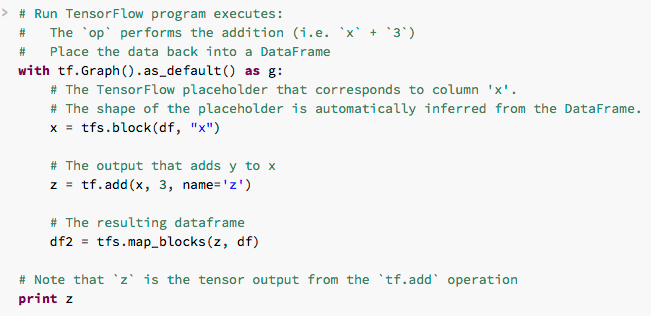 > # Run TensorFlow program executes:
#   The `op` performs the addition (i.e. `x` + `3`)
#   Place the data back into a DataFrame
with tf.Graph().as_default() as g:
    # The TensorFlow placeholder that corresponds to column 'x'.
    # The shape of the placeholder is automatically inferred from the DataFrame.
    x = tfs.block(df, "x")

    # The output that adds y to x
    z = tf.add(x, 3, name='z')

    # The resulting dataframe
    df2 = tfs.map_blocks(z, df)

# Note that `z` is the tensor output from the `tf.add` operation
print z